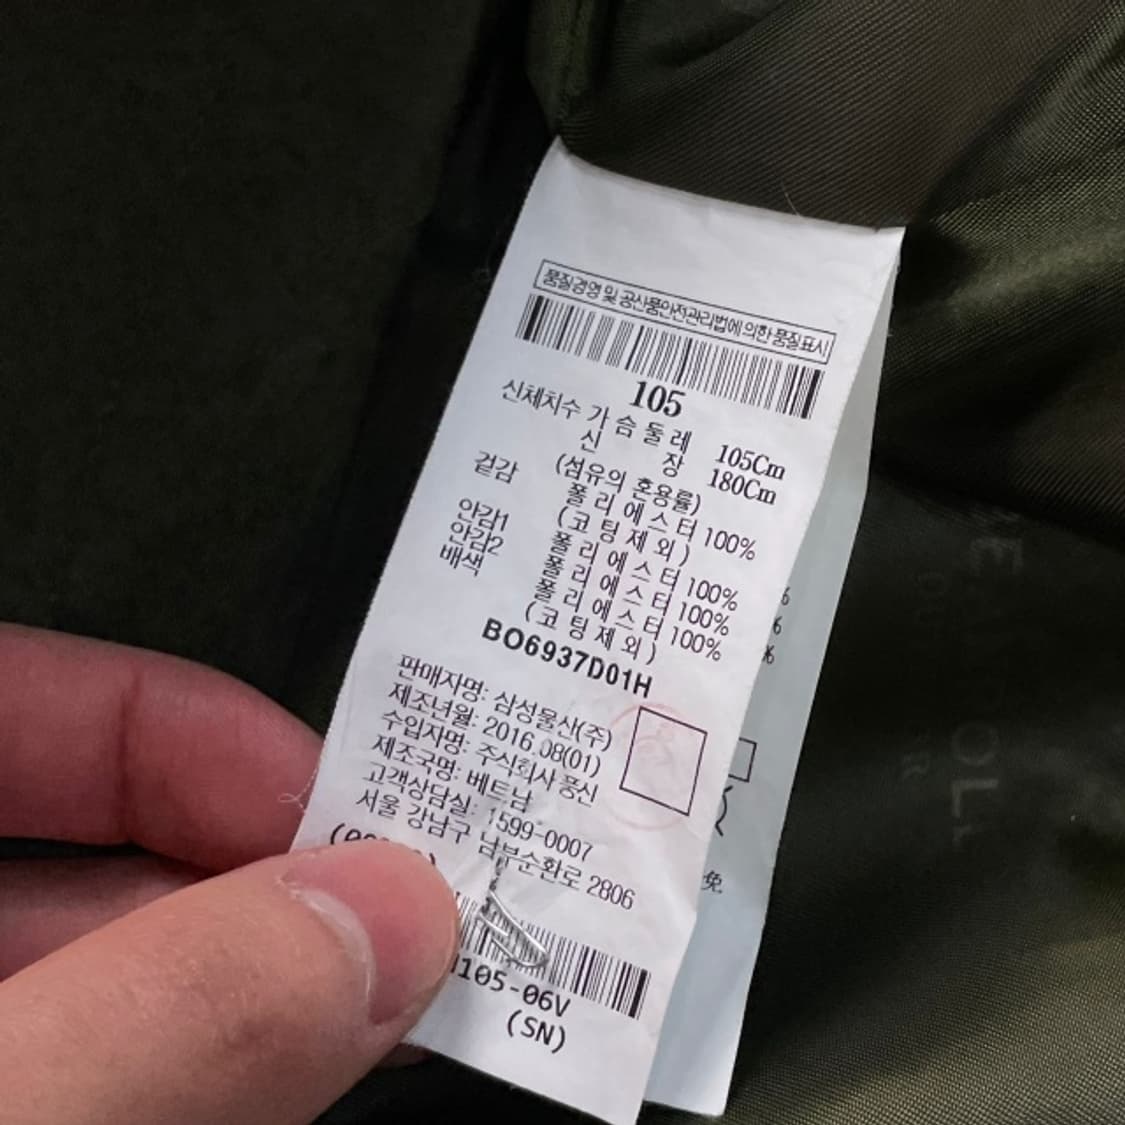 품질경영 및 공산품안전관리법에 의한 품질표시
105
신체치수 가슴둘레 105Cm
신 장 180Cm
(섬유의 혼용률)
겉감 폴리에스터 100%
(코팅제외)
안감1 폴리에스터 100%
안감2 폴리에스터 100%
배색 폴리에스터 100%
(코팅제외)
BO6937D01H
판매자명: 삼성물산(주)
제조년월: 2016.08(01)
수입자명: 주식회사 풍신
제조국명: 베트남
고객상담실: 1599-0007
서울 강남구 남부순환로 2806
105-06V
(SN)
%
%
%
免